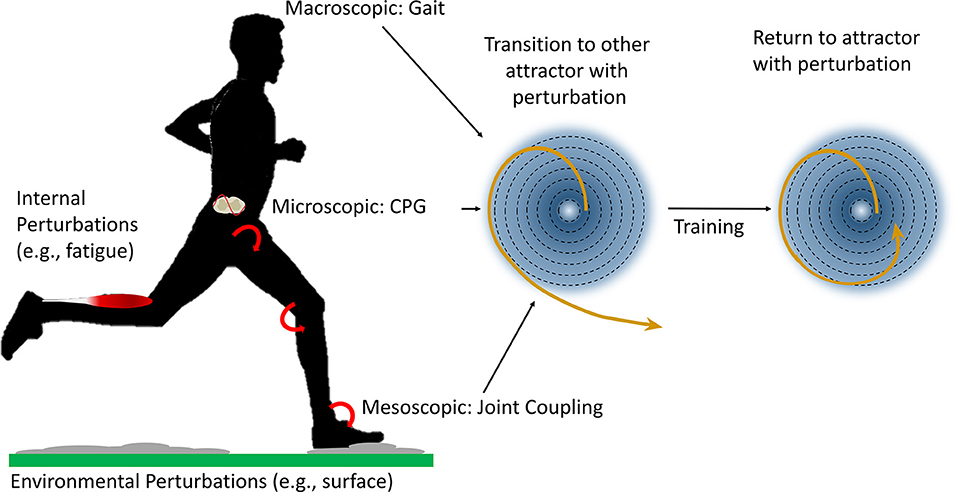 Macroscopic: Gait
Transition to other
attractor with
perturbation
Return to attractor
with perturbation
Internal
Perturbations
(e.g., fatigue)
Microscopic: CPG
Training
Mesoscopic: Joint Coupling
Environmental Perturbations (e.g., surface)